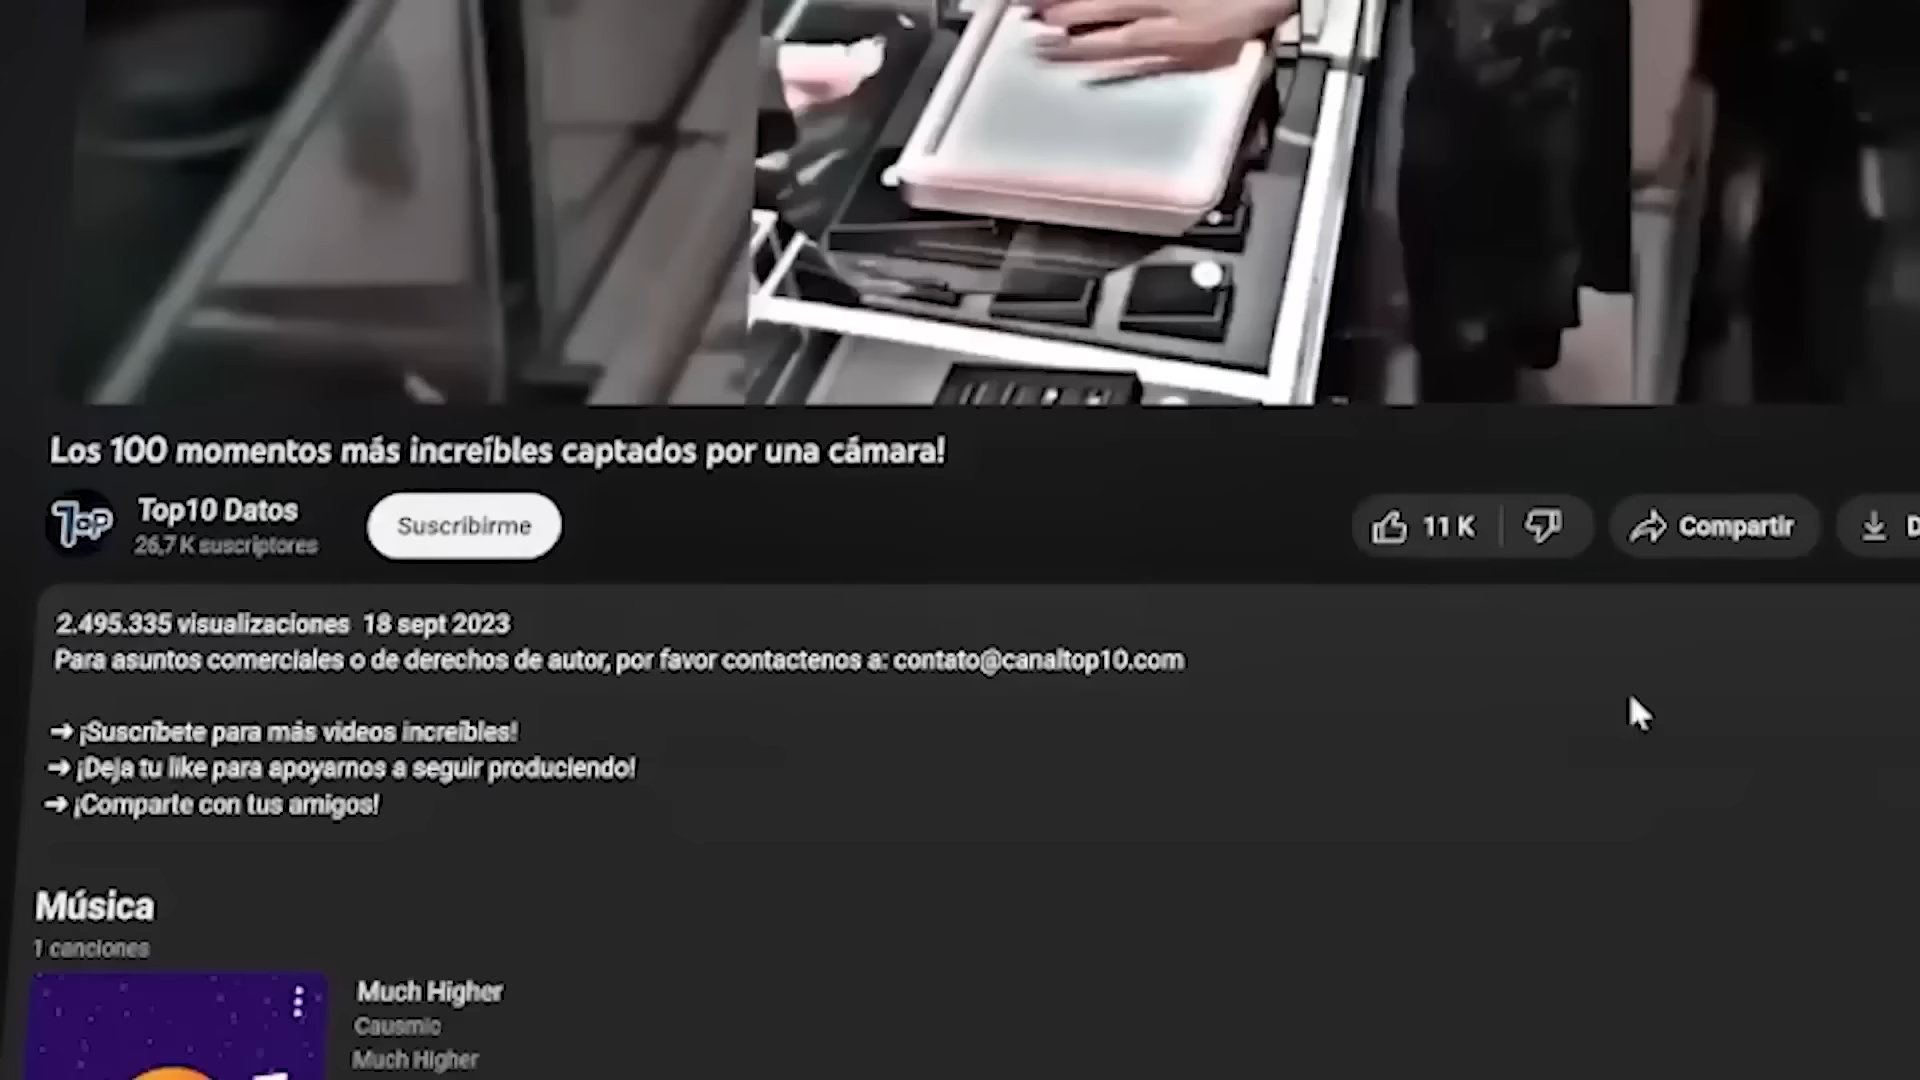 Los 100 momentos más increíbles captados por una cámara!
TOP
Top10 Datos
26,7 K suscriptores
Suscribirme
11 K
Compartir
D
2.495.335 visualizaciones 18 sept 2023
Para asuntos comerciales o de derechos de autor, por favor contactenos a: contato@canaltop10.com
➜ ¡Suscríbete para más videos increíbles!
➜ ¡Deja tu like para apoyarnos a seguir produciendo!
➜ ¡Comparte con tus amigos!
Música
1 canciones
Much Higher
Causmic
Much Higher